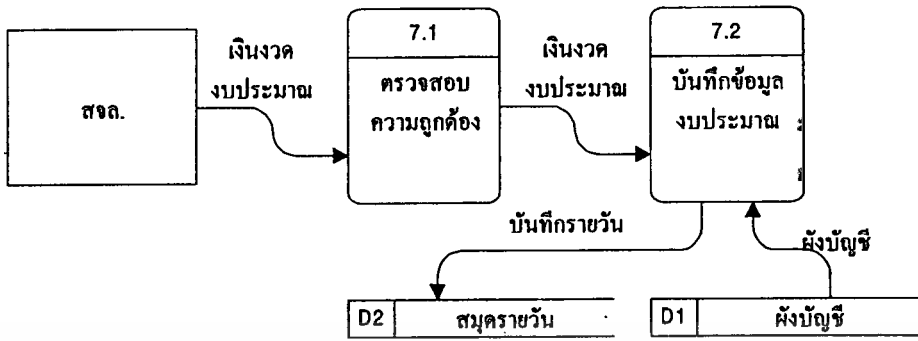 สจล.
เงินงวด
งบประมาณ
7.1
ตรวจสอบ
ความถูกต้อง
เงินงวด
งบประมาณ
7.2
บันทึกข้อมูล
งบประมาณ
บันทึกรายวัน
ผังบัญชี
D2 สมุดรายวัน
D1 ผังบัญชี